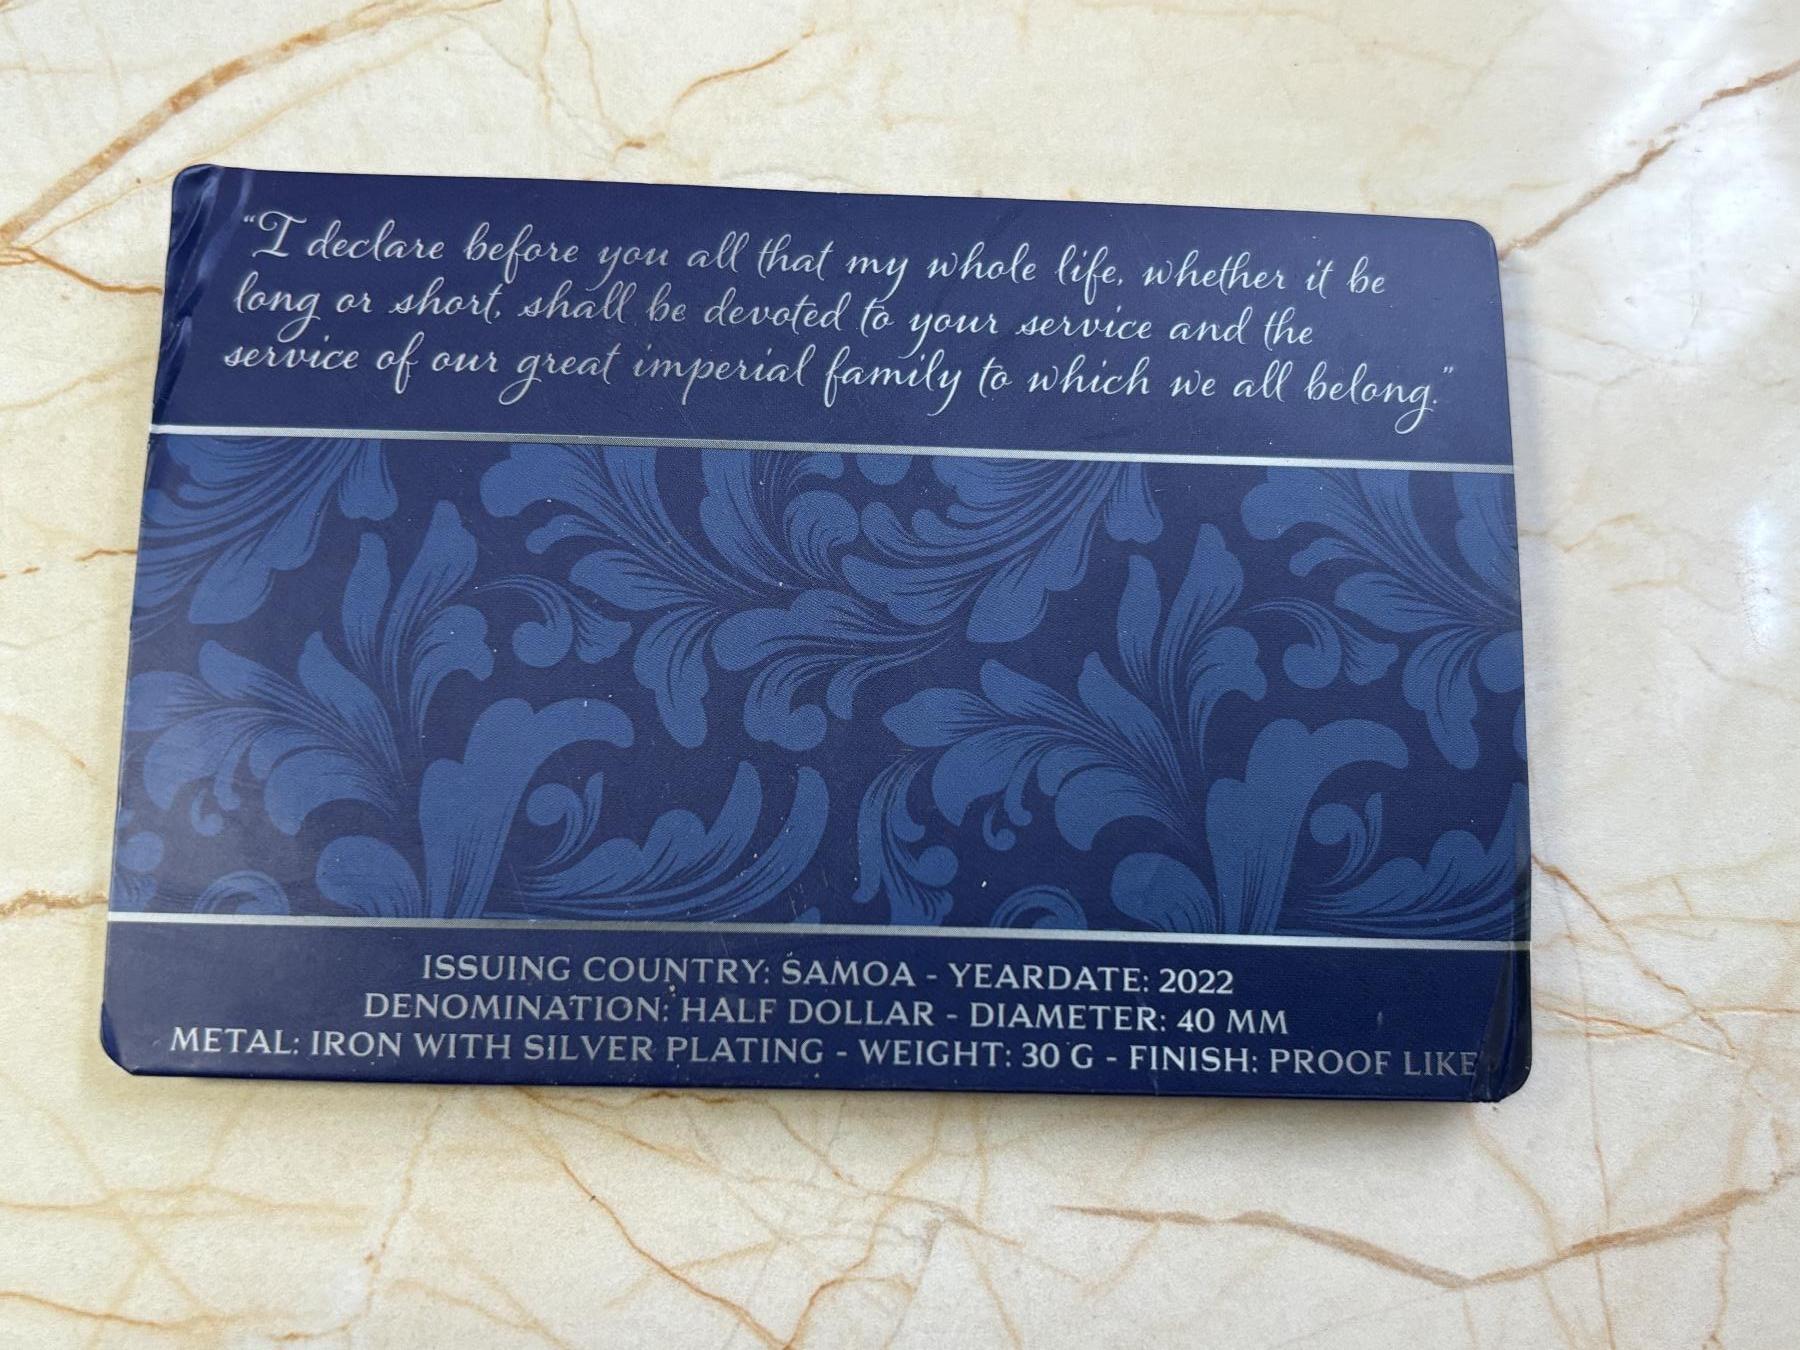 “I declare before you all that my whole life, whether it be
long or short, shall be devoted to your service and the
service of our great imperial family to which we all belong.”
ISSUING COUNTRY: SAMOA - YEARDATE: 2022
DENOMINATION: HALF DOLLAR - DIAMETER: 40 MM
METAL: IRON WITH SILVER PLATING - WEIGHT: 30 G - FINISH: PROOF LIKE